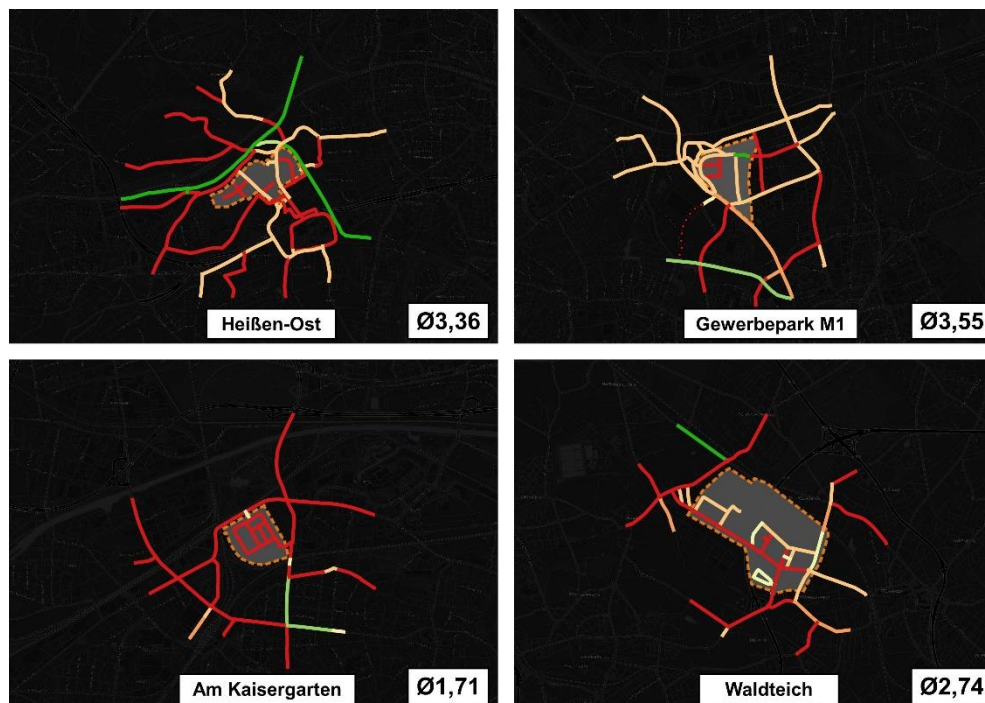 Heißen-Ost
Ø3,36
Gewerbepark M1
Ø3,55
Am Kaisergarten
Ø1,71
Waldteich
Ø2,74